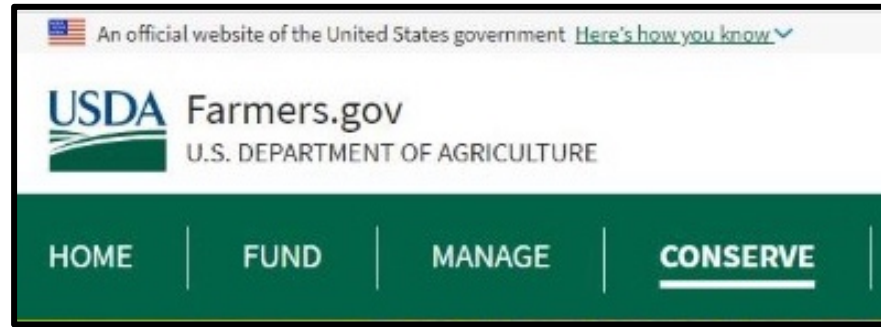 An official website of the United States government Here's how you know
USDA Farmers.gov
U.S. DEPARTMENT OF AGRICULTURE
HOME FUND MANAGE CONSERVE